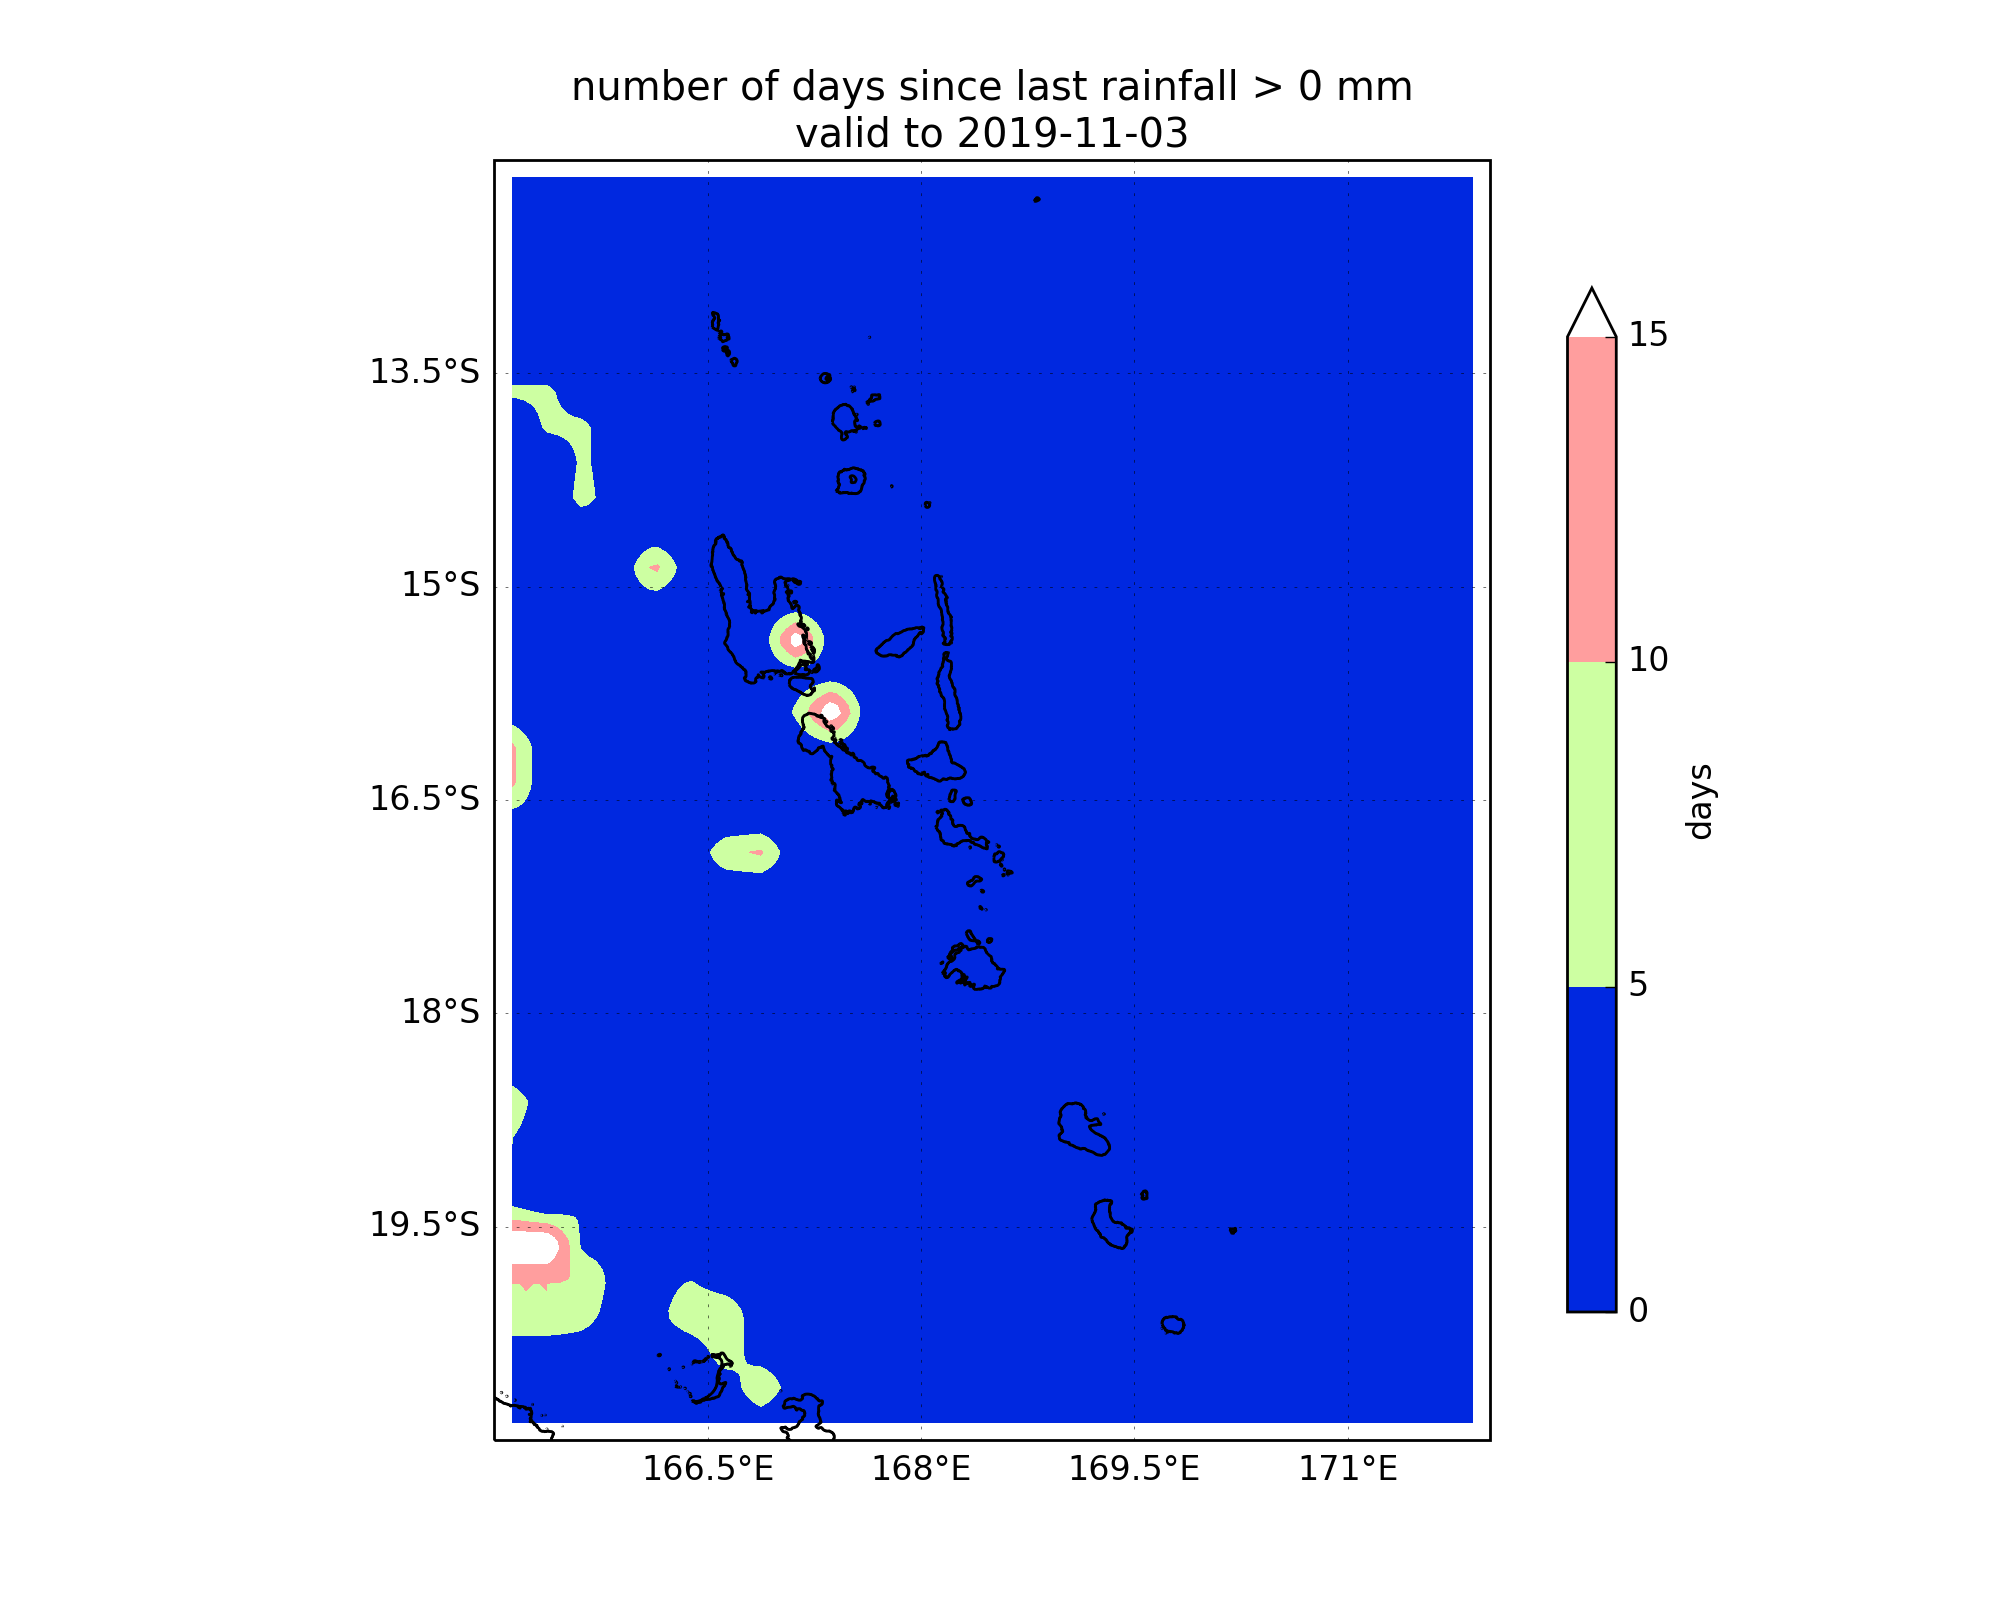 number of days since last rainfall > 0 mm
valid to 2019-11-03
13.5°S
15°S
16.5°S
18°S
19.5°S
166.5°E
168°E
169.5°E
171°E
15
10
5
0
days